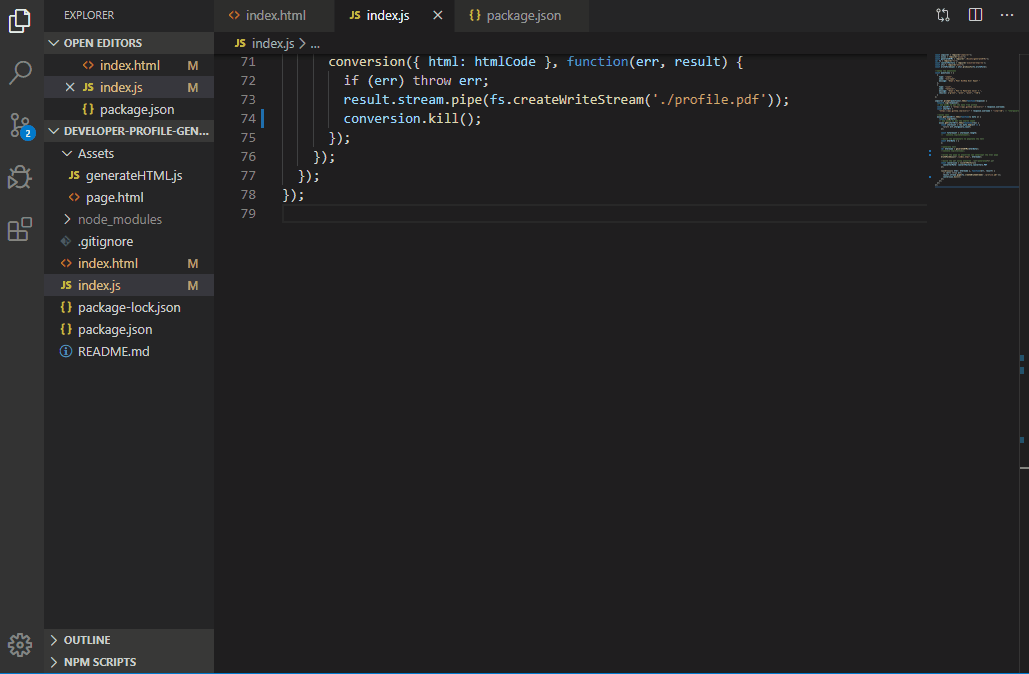 EXPLORER
OPEN EDITORS
index.html M
JS index.js M
{} package.json
DEVELOPER-PROFILE-GEN...
Assets
JS generateHTML.js
page.html
node_modules
.gitignore
index.html M
JS index.js M
{} package-lock.json
{} package.json
README.md
OUTLINE
NPM SCRIPTS
2
index.html JS index.js {} package.json
JS index.js > ...
71 conversion({ html: htmlCode }, function(err, result) {
72 if (err) throw err;
73 result.stream.pipe(fs.createWriteStream('./profile.pdf'));
74 conversion.kill();
75 });
76 });
77 });
78 });
79